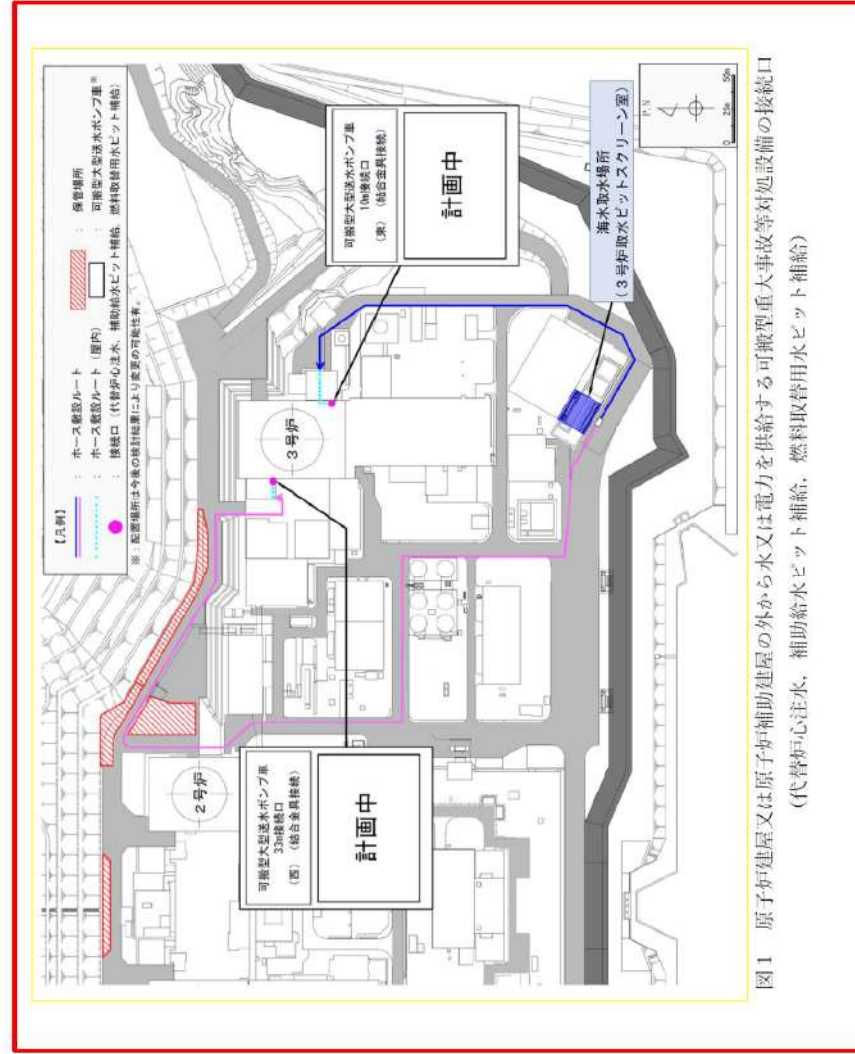 【凡例】
： ホース敷設ルート
： ホース敷設ルート（屋内）
： 接続口（代替炉心注水、補助給水ピット補給、燃料取替用水ピット補給）
： 保管場所
： 可搬型大型送水ポンプ車※
※：配置場所は今後の検討結果により変更の可能性有。
可搬型大型送水ポンプ車
10m接続口
（東）（結合金具接続）
計画中
3号炉
2号炉
可搬型大型送水ポンプ車
33m接続口
（西）（結合金具接続）
計画中
海水取水場所
（3号炉取水ピットスクリーン室）
P.N
0 25m 50m
図1 原子炉建屋又は原子炉補助建屋の外から水又は電力を供給する可搬型重大事故等対処設備の接続口
(代替炉心注水，補助給水ピット補給，燃料取替用水ピット補給)